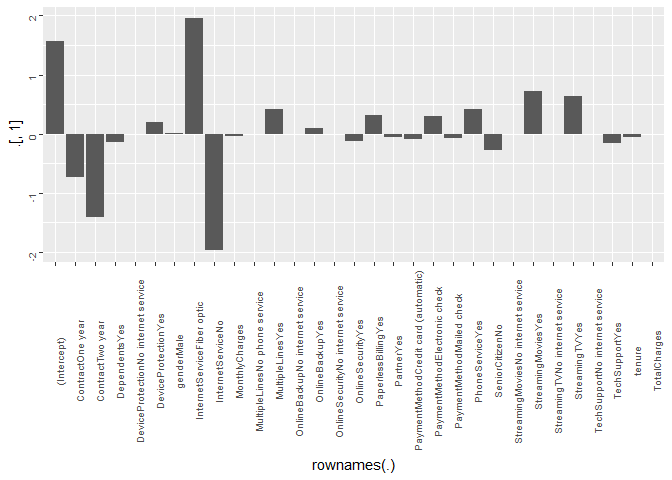 2
1
0
-1
-2
.[, 1]
(Intercept)
ContractOne year
ContractTwo year
DependentsYes
DeviceProtectionNo internet service
DeviceProtectionYes
genderMale
InternetServiceFiber optic
InternetServiceNo
MonthlyCharges
MultipleLinesNo phone service
MultipleLinesYes
OnlineBackupNo internet service
OnlineBackupYes
OnlineSecurityNo internet service
OnlineSecurityYes
PaperlessBillingYes
PartnerYes
PaymentMethodCredit card (automatic)
PaymentMethodElectronic check
PaymentMethodMailed check
PhoneServiceYes
SeniorCitizenNo
StreamingMoviesNo internet service
StreamingMoviesYes
StreamingTVNo internet service
StreamingTVYes
TechSupportNo internet service
TechSupportYes
tenure
TotalCharges
rownames(.)